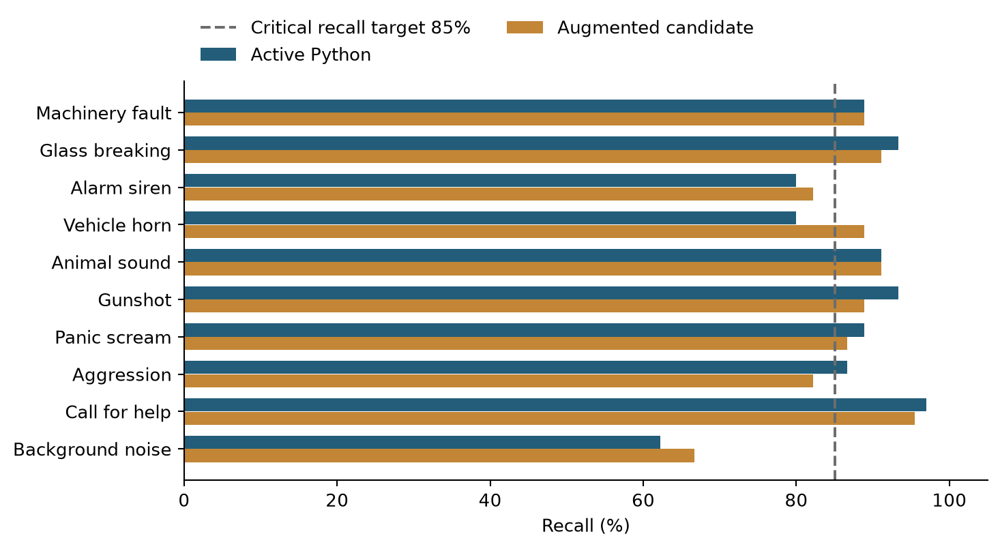 Critical recall target 85%
Active Python
Augmented candidate
Machinery fault
Glass breaking
Alarm siren
Vehicle horn
Animal sound
Gunshot
Panic scream
Aggression
Call for help
Background noise
0 20 40 60 80 100
Recall (%)